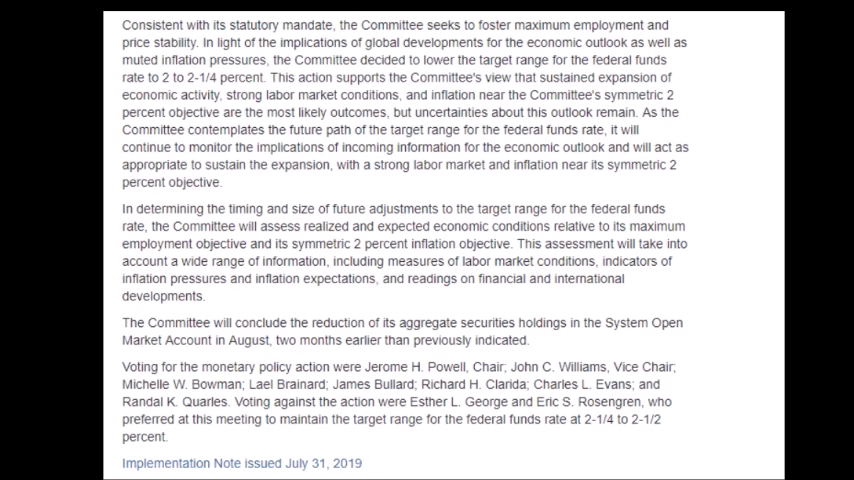 Consistent with its statutory mandate, the Committee seeks to foster maximum employment and
price stability. In light of the implications of global developments for the economic outlook as well as
muted inflation pressures, the Committee decided to lower the target range for the federal funds
rate to 2 to 2-1/4 percent. This action supports the Committee's view that sustained expansion of
economic activity, strong labor market conditions, and inflation near the Committee's symmetric 2
percent objective are the most likely outcomes, but uncertainties about this outlook remain. As the
Committee contemplates the future path of the target range for the federal funds rate, it will
continue to monitor the implications of incoming information for the economic outlook and will act as
appropriate to sustain the expansion, with a strong labor market and inflation near its symmetric 2
percent objective.
In determining the timing and size of future adjustments to the target range for the federal funds
rate, the Committee will assess realized and expected economic conditions relative to its maximum
employment objective and its symmetric 2 percent inflation objective. This assessment will take into
account a wide range of information, including measures of labor market conditions, indicators of
inflation pressures and inflation expectations, and readings on financial and international
developments.
The Committee will conclude the reduction of its aggregate securities holdings in the System Open
Market Account in August, two months earlier than previously indicated.
Voting for the monetary policy action were Jerome H. Powell, Chair; John C. Williams, Vice Chair;
Michelle W. Bowman; Lael Brainard; James Bullard; Richard H. Clarida; Charles L. Evans; and
Randal K. Quarles. Voting against the action were Esther L. George and Eric S. Rosengren, who
preferred at this meeting to maintain the target range for the federal funds rate at 2-1/4 to 2-1/2
percent.
Implementation Note issued July 31, 2019